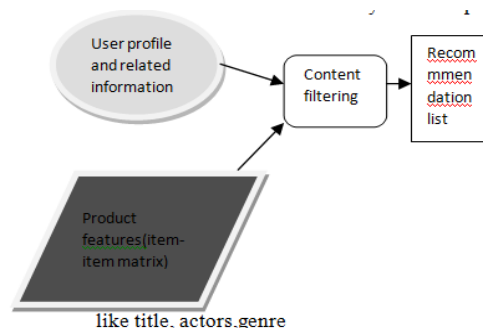 User profile
and related
information
Content
filtering
Recom
mmen
dation
list
Product
features(item-
item matrix)
like title, actors,genre